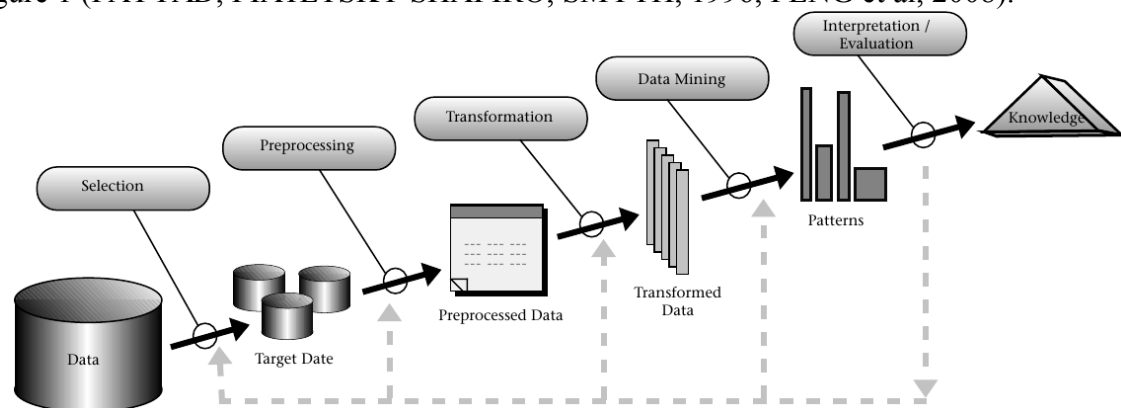 Interpretation /
Evaluation
Data Mining
Transformation
Preprocessing
Selection
Knowledge
Patterns
Transformed
Data
Preprocessed Data
Target Date
Data